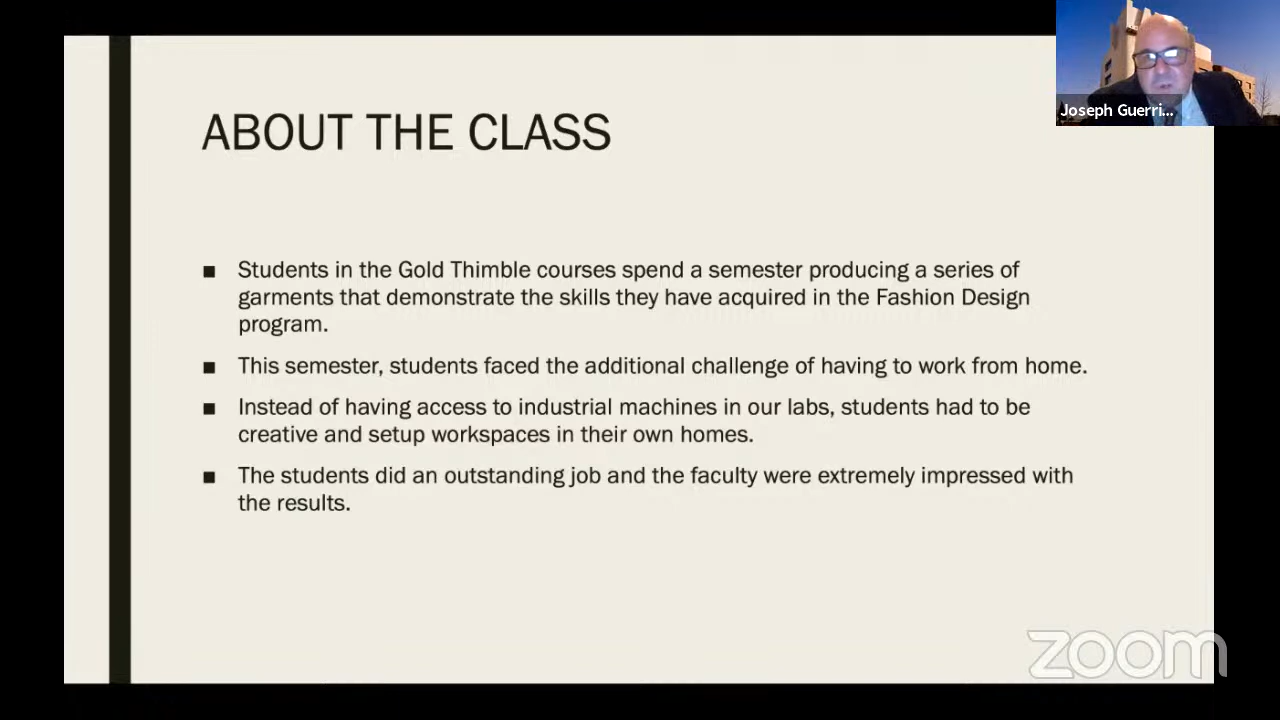 Joseph Guerri...
ABOUT THE CLASS
■ Students in the Gold Thimble courses spend a semester producing a series of
garments that demonstrate the skills they have acquired in the Fashion Design
program.
■ This semester, students faced the additional challenge of having to work from home.
■ Instead of having access to industrial machines in our labs, students had to be
creative and setup workspaces in their own homes.
■ The students did an outstanding job and the faculty were extremely impressed with
the results.
zoom